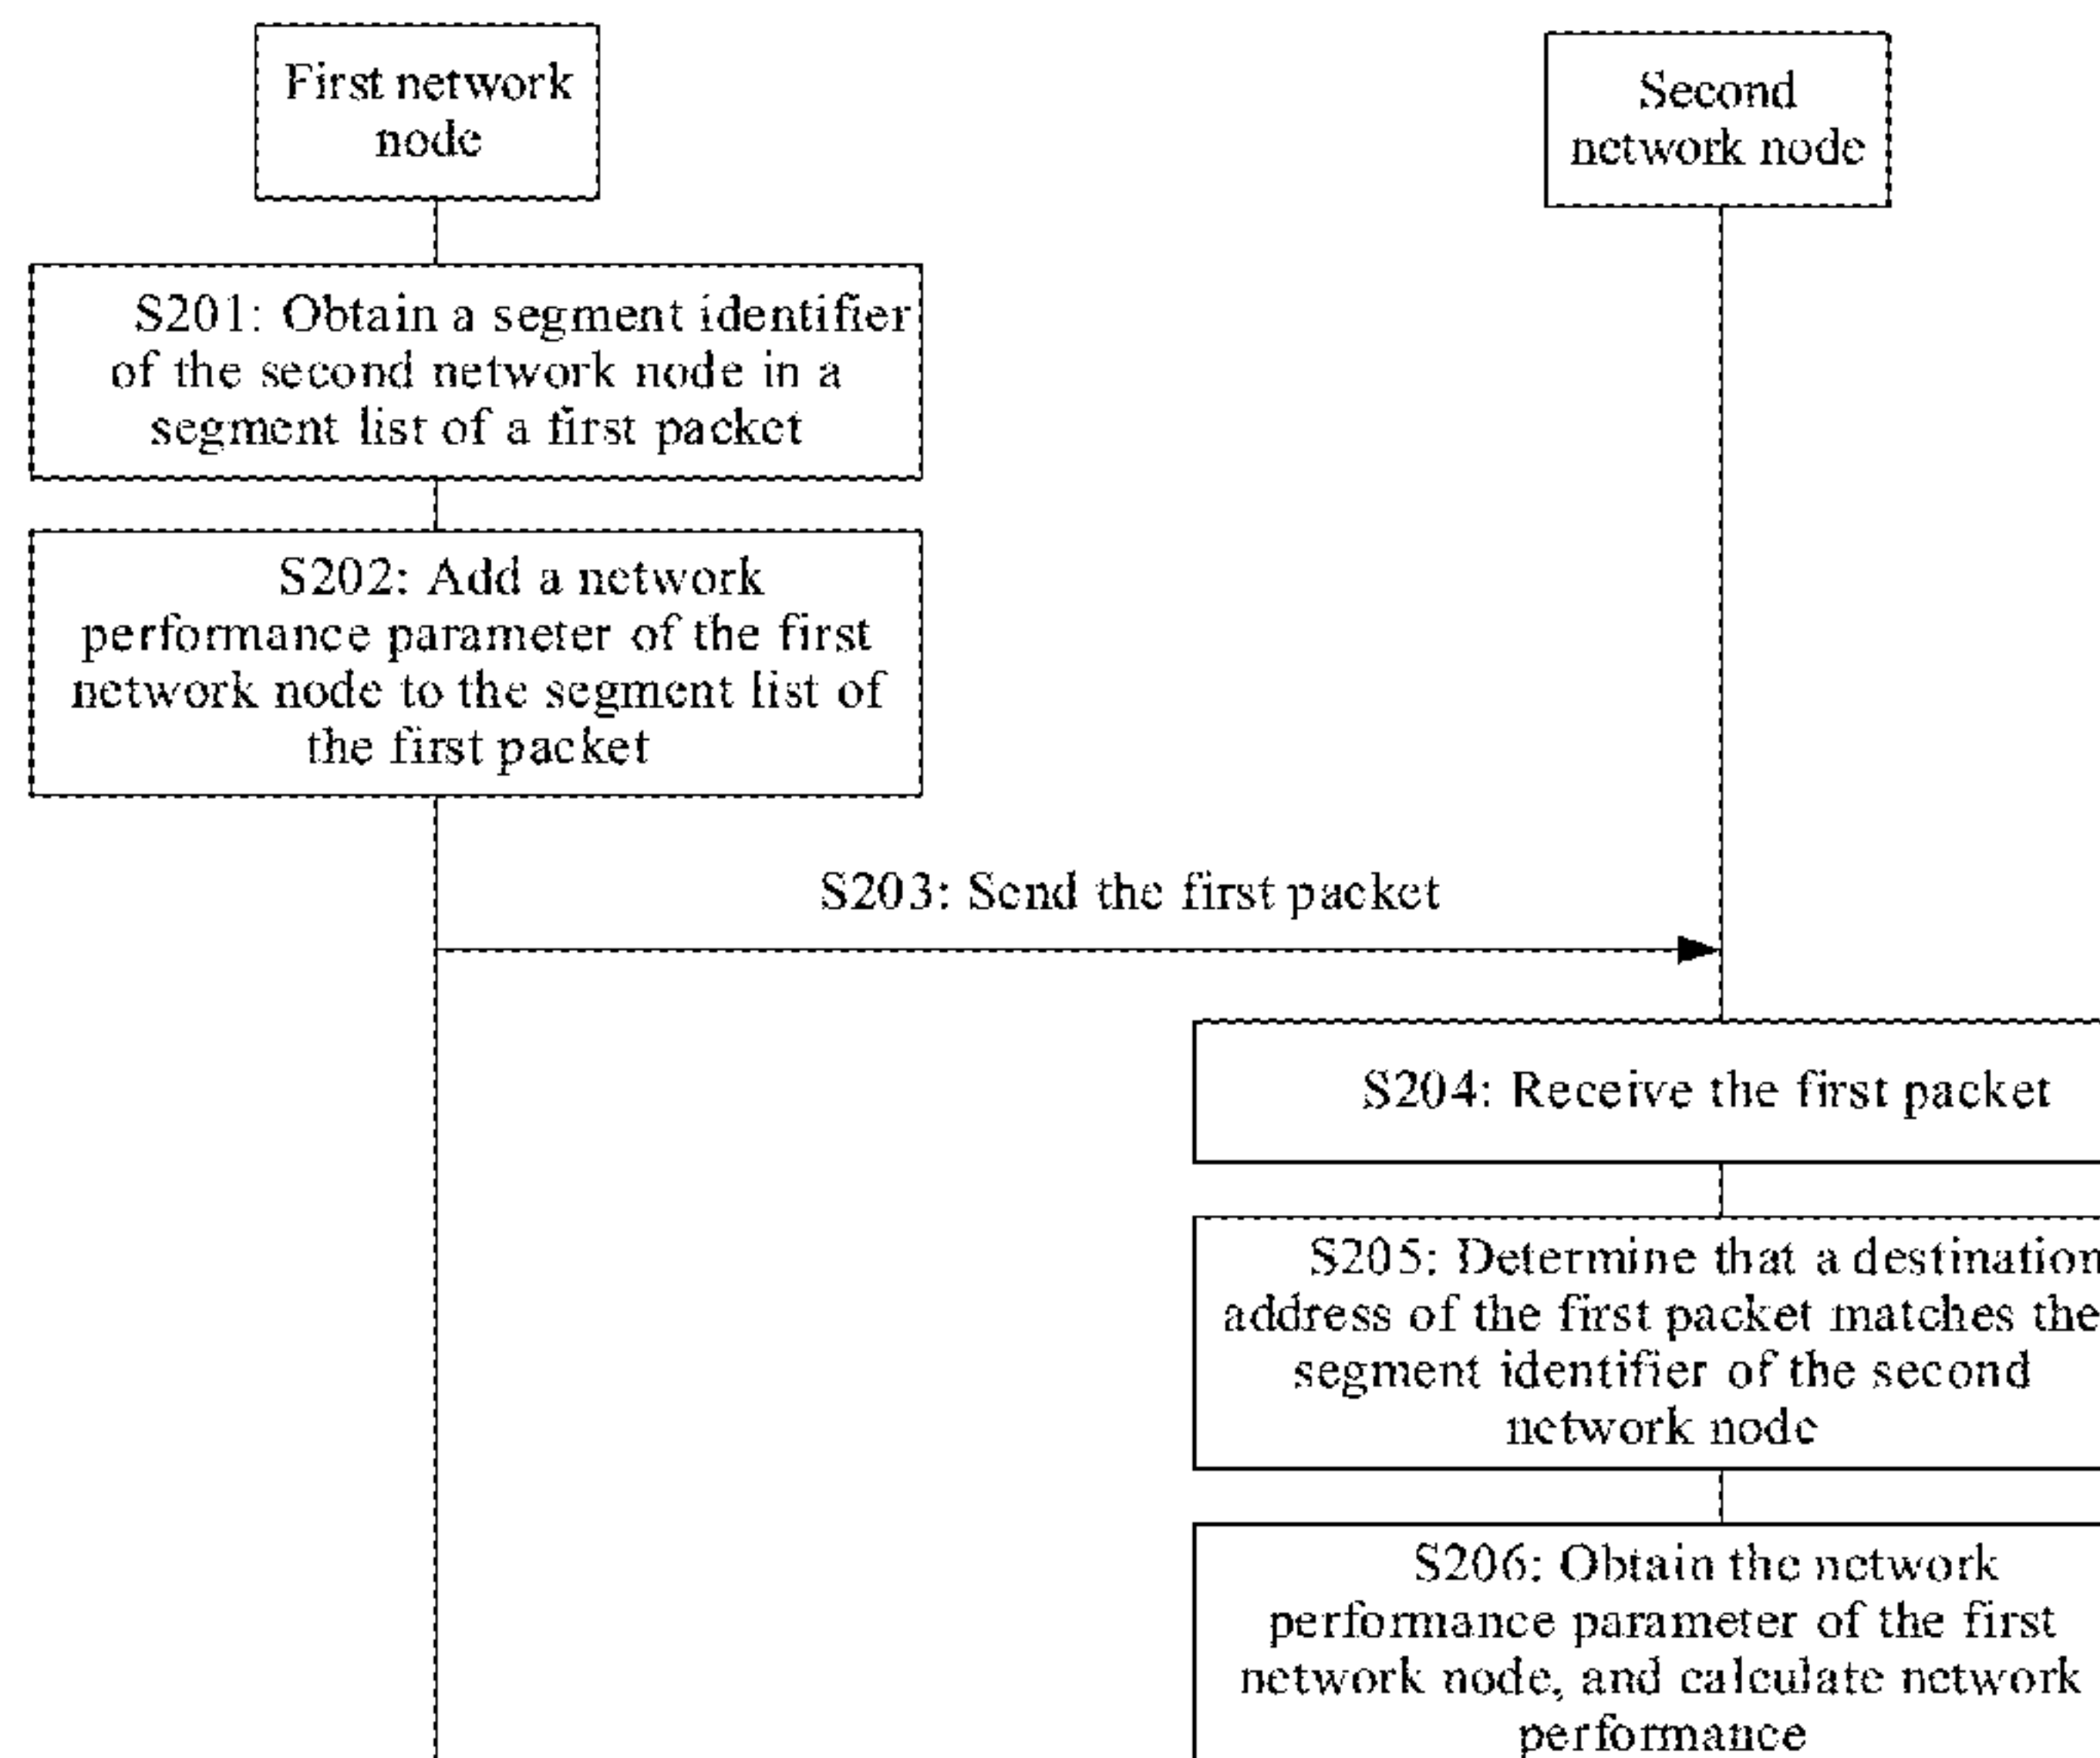 First network
node
Second
network node
S201: Obtain a segment identifier
of the second network node in a
segment list of a first packet
S202: Add a network
performance parameter of the first
network node to the segment list of
the first packet
S203: Send the first packet
S204: Receive the first packet
S205: Determine that a destination
address of the first packet matches the
segment identifier of the second
network node
S206: Obtain the network
performance parameter of the first
network node, and calculate network
performance